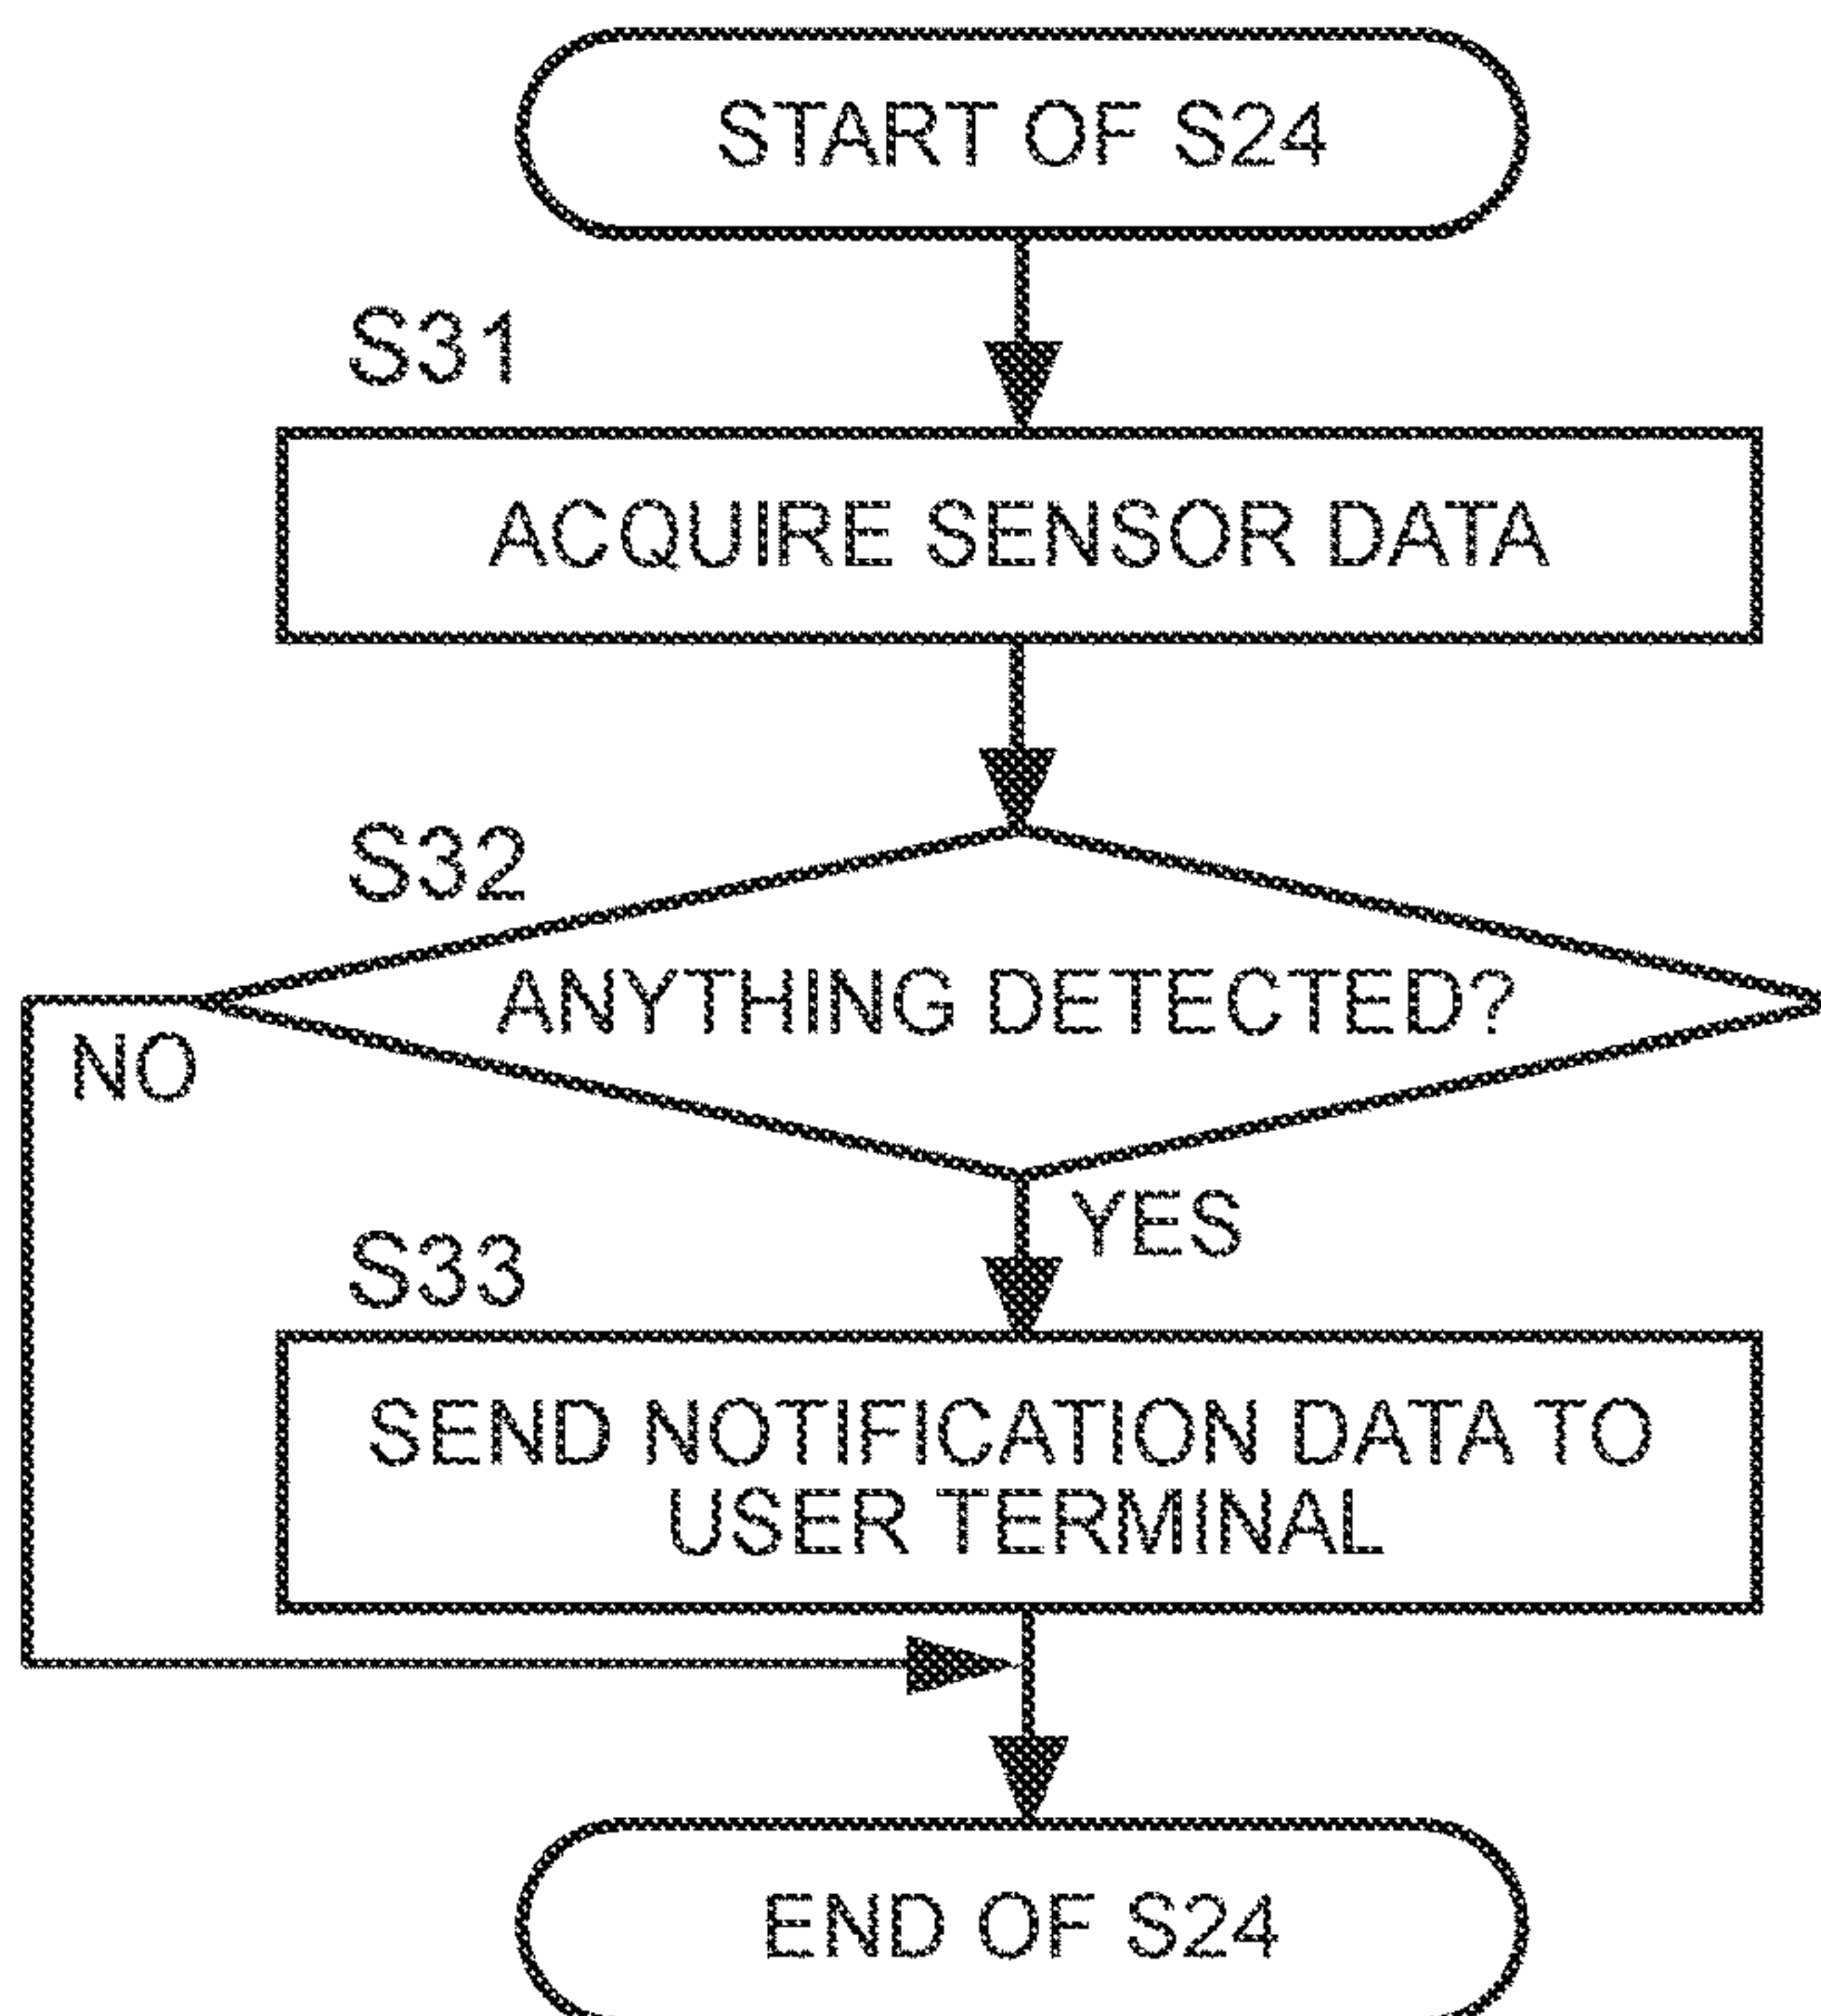 START OF S24
S31
ACQUIRE SENSOR DATA
S32
ANYTHING DETECTED?
NO
YES
S33
SEND NOTIFICATION DATA TO
USER TERMINAL
END OF S24